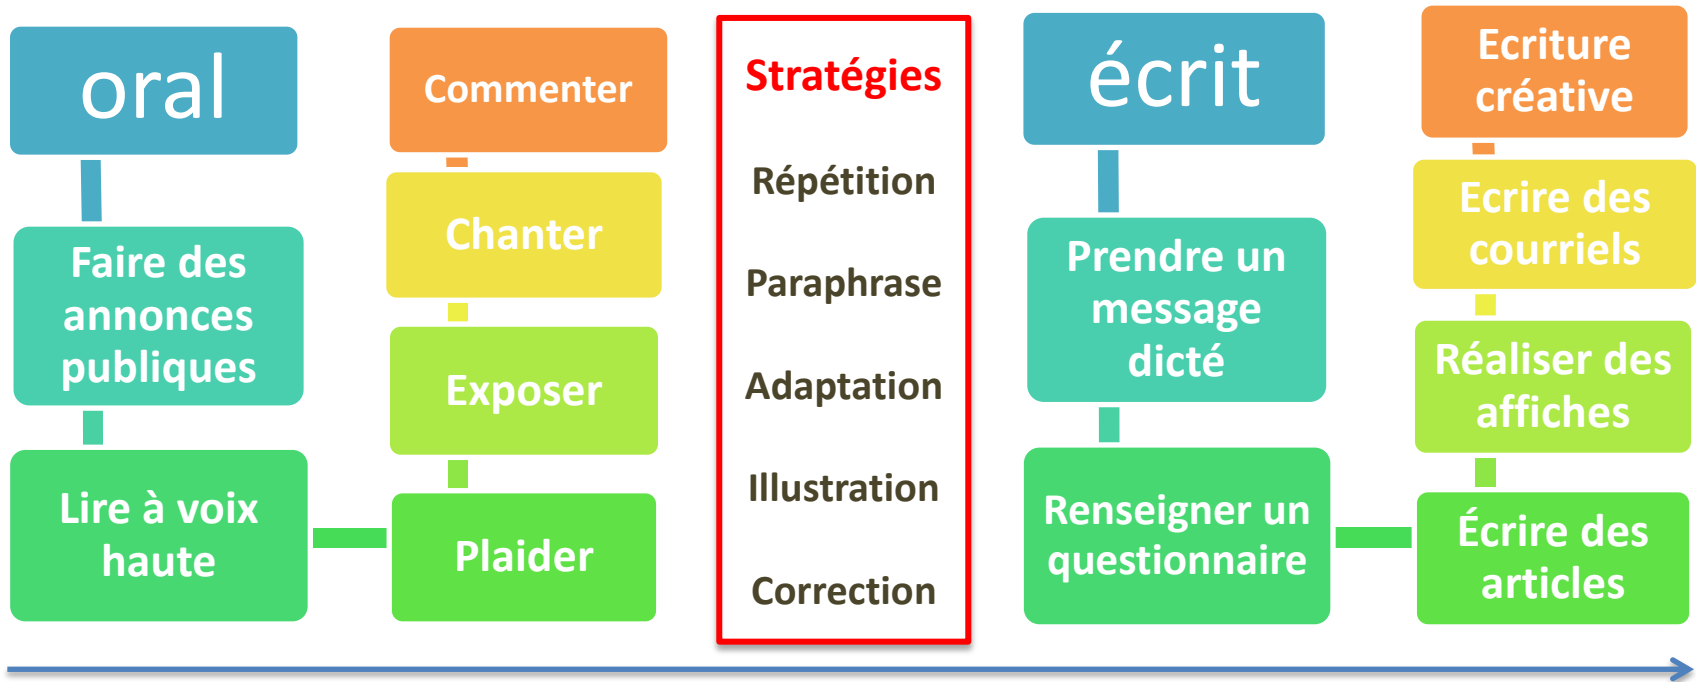 oral
Faire des
annonces
publiques
Lire à voix
haute
Commenter
Chanter
Exposer
Plaider
Stratégies
Répétition
Paraphrase
Adaptation
Illustration
Correction
écrit
Prendre un
message
dicté
Renseigner un
questionnaire
Ecriture
créative
Ecrire des
courriels
Réaliser des
affiches
Écrire des
articles